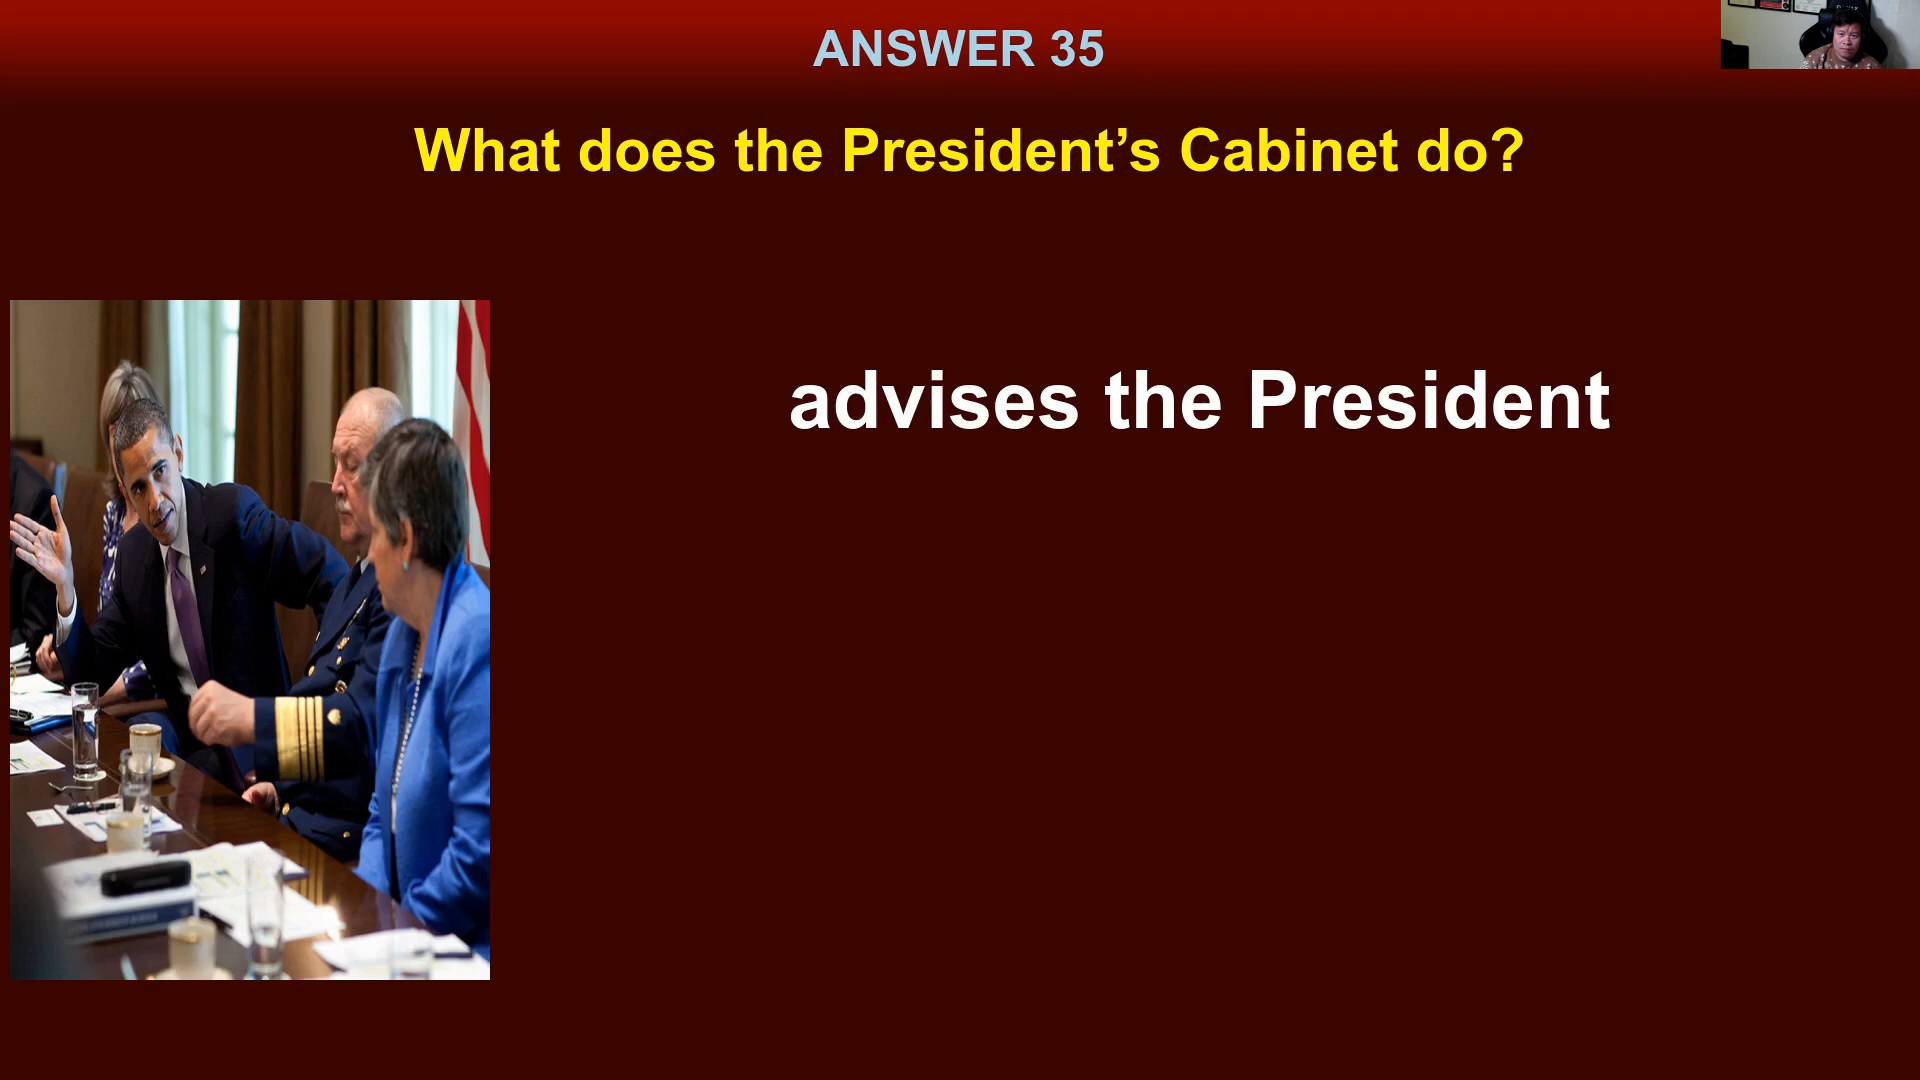 ANSWER 35
What does the President’s Cabinet do?
advises the President